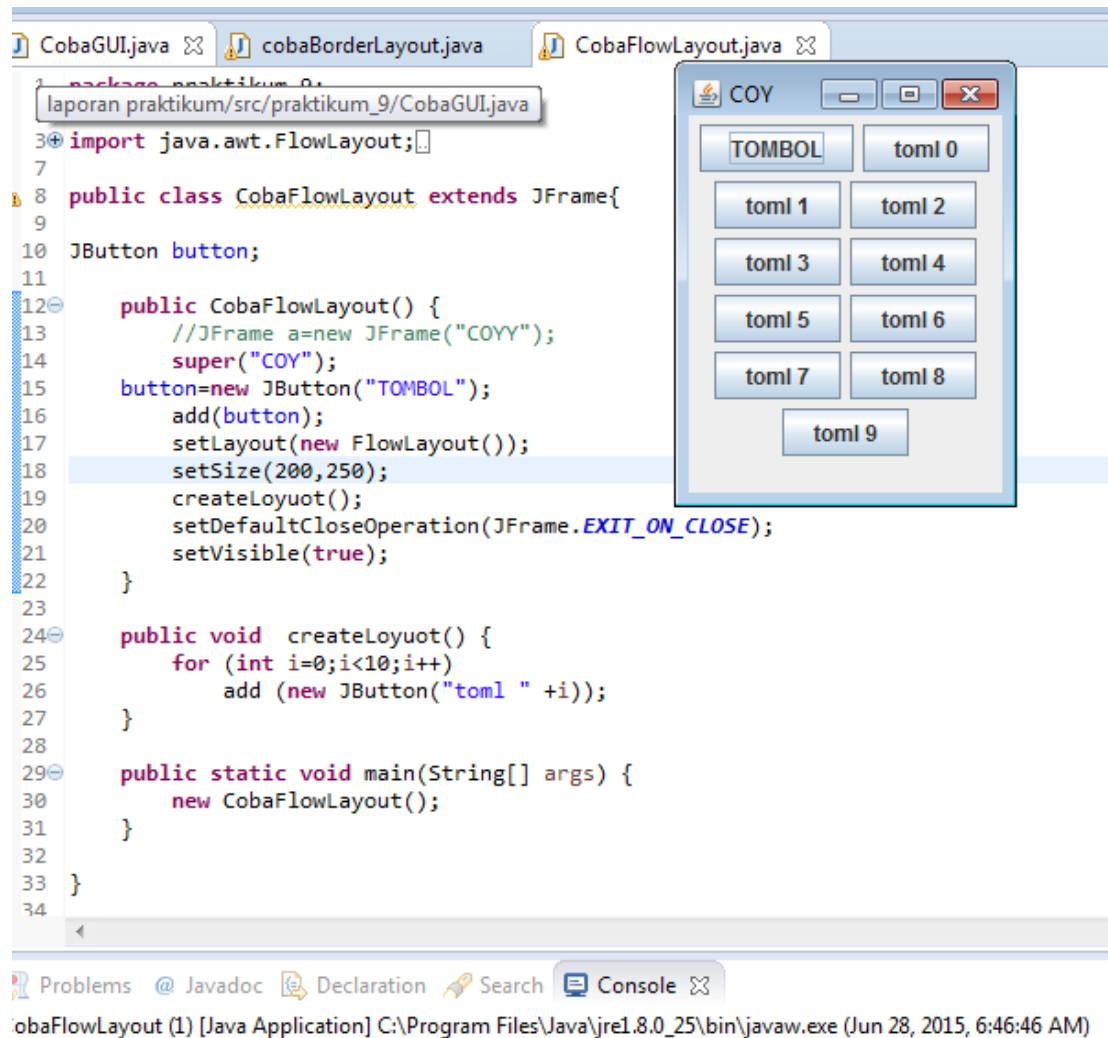 CobaGUI.java cobaBorderLayout.java CobaFlowLayout.java
1 package praktikum_9;
laporan praktikum/src/praktikum_9/CobaGUI.java
3 import java.awt.FlowLayout;
7
8 public class CobaFlowLayout extends JFrame{
9
10 JButton button;
11
12 public CobaFlowLayout() {
13 //JFrame a=new JFrame("COYY");
14 super("COY");
15 button=new JButton("TOMBOL");
16 add(button);
17 setLayout(new FlowLayout());
18 setSize(200,250);
19 createLoyuot();
20 setDefaultCloseOperation(JFrame.EXIT_ON_CLOSE);
21 setVisible(true);
22 }
23
24 public void createLoyuot() {
25 for (int i=0;i<10;i++)
26 add (new JButton("toml " +i));
27 }
28
29 public static void main(String[] args) {
30 new CobaFlowLayout();
31 }
32
33 }
34
COY
TOMBOL toml 0
toml 1 toml 2
toml 3 toml 4
toml 5 toml 6
toml 7 toml 8
toml 9
Problems @ Javadoc Declaration Search Console
obaFlowLayout (1) [Java Application] C:\Program Files\Java\jre1.8.0_25\bin\javaw.exe (Jun 28, 2015, 6:46:46 AM)